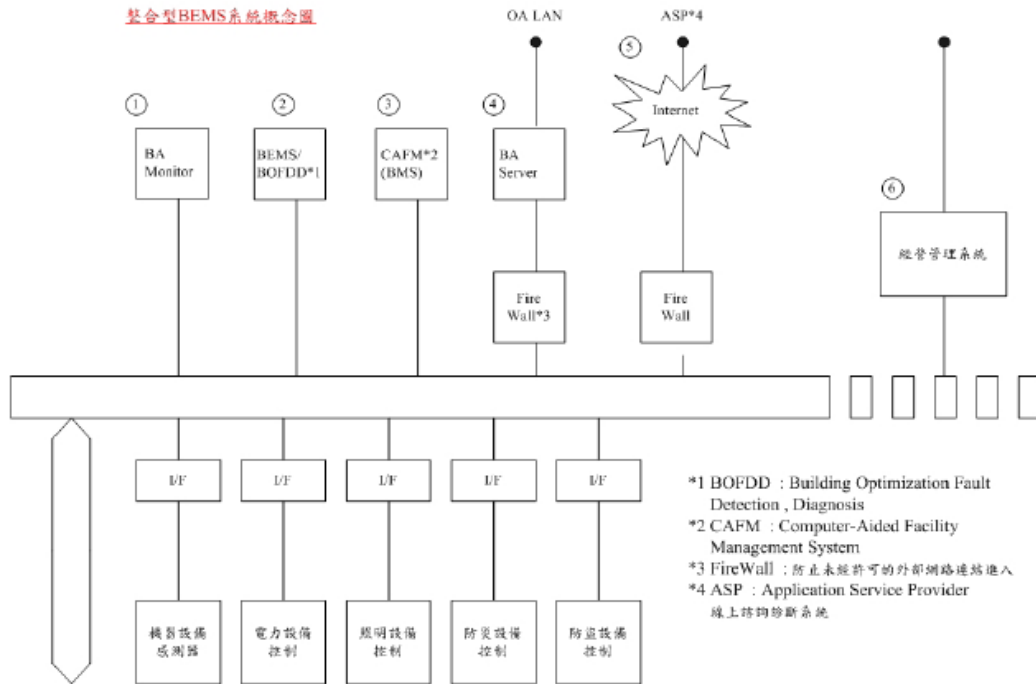 整合型BEMS系統概念圖
OA LAN
ASP*4
⑤
Internet
①
②
③
④
BA
Monitor
BEMS/
BOFDD*1
CAFM*2
(BMS)
BA
Server
⑥
經營管理系統
Fire
Wall*3
Fire
Wall
I/F
I/F
I/F
I/F
I/F
機器設備
感測器
電力設備
控制
照明設備
控制
防災設備
控制
防盜設備
控制
*1 BOFDD : Building Optimization Fault
Detection , Diagnosis
*2 CAFM : Computer-Aided Facility
Management System
*3 FireWall : 防止未經許可的外部網路連結進入
*4 ASP : Application Service Provider
線上諮詢診斷系統